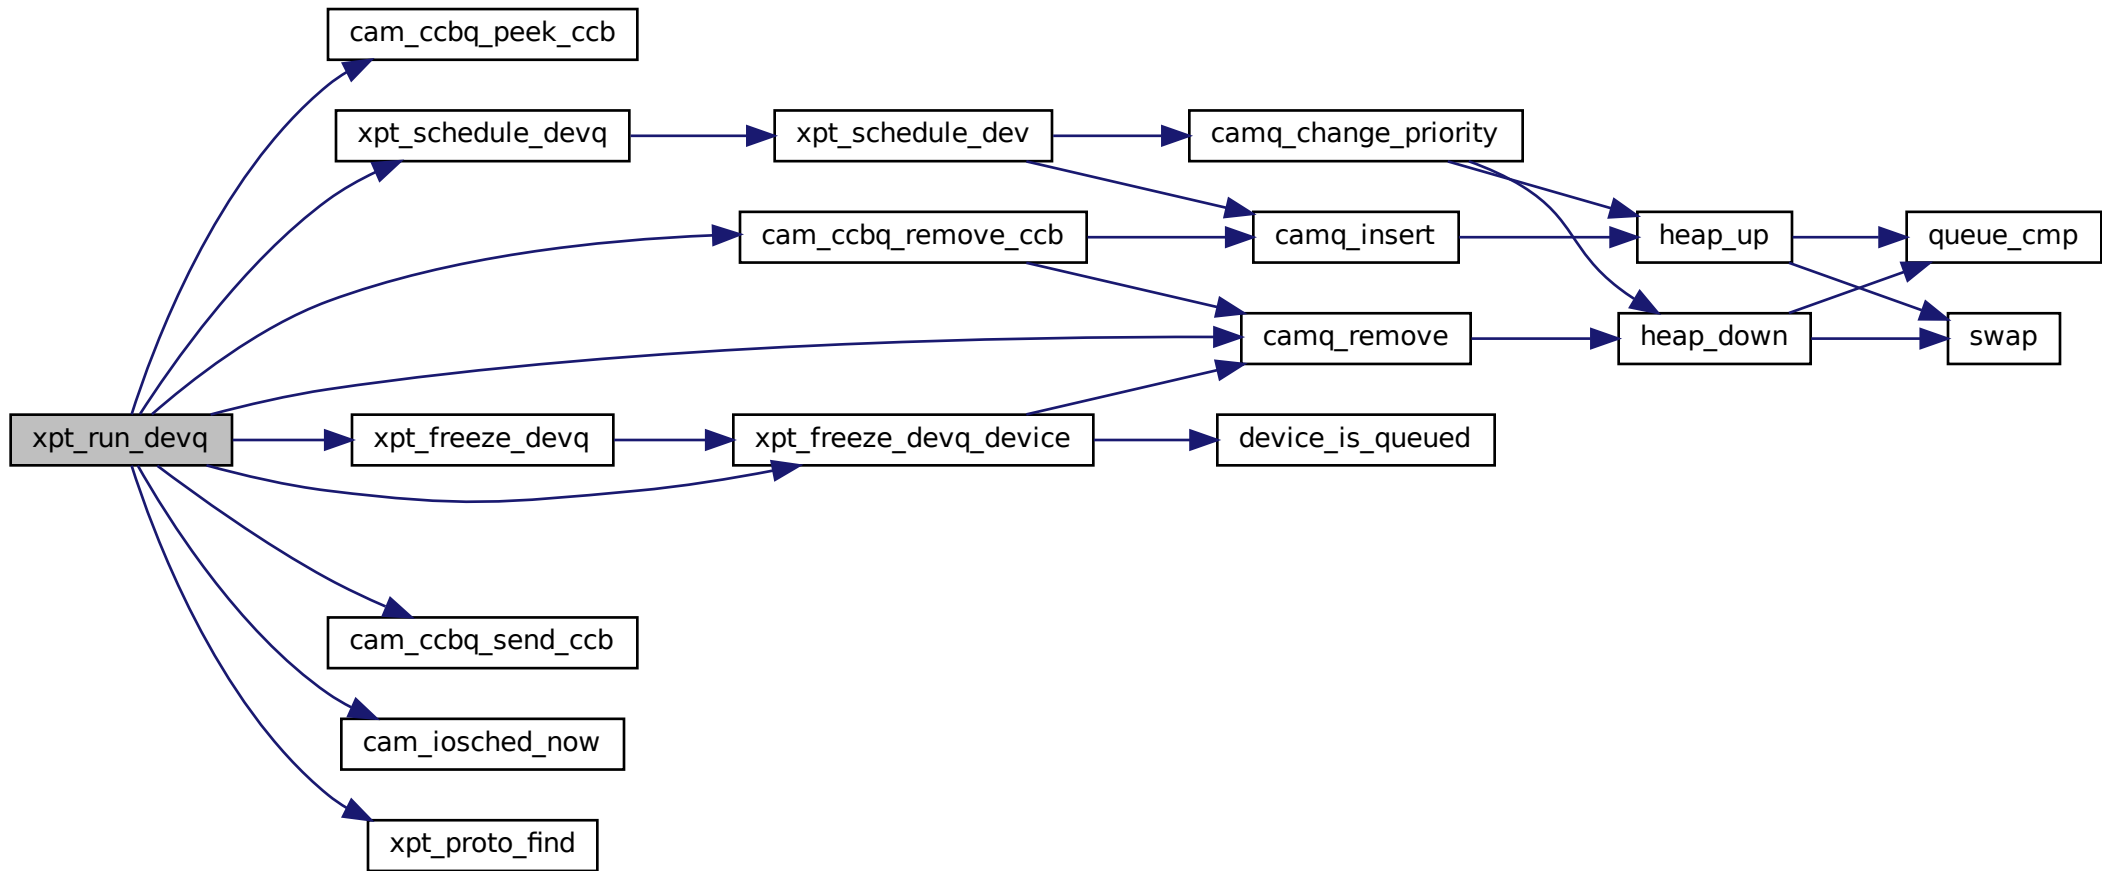 cam_ccbq_peek_ccb
xpt_schedule_devq
xpt_schedule_dev
camq_change_priority
cam_ccbq_remove_ccb
camq_insert
heap_up
queue_cmp
camq_remove
heap_down
swap
xpt_run_devq
xpt_freeze_devq
xpt_freeze_devq_device
device_is_queued
cam_ccbq_send_ccb
cam_iosched_now
xpt_proto_find